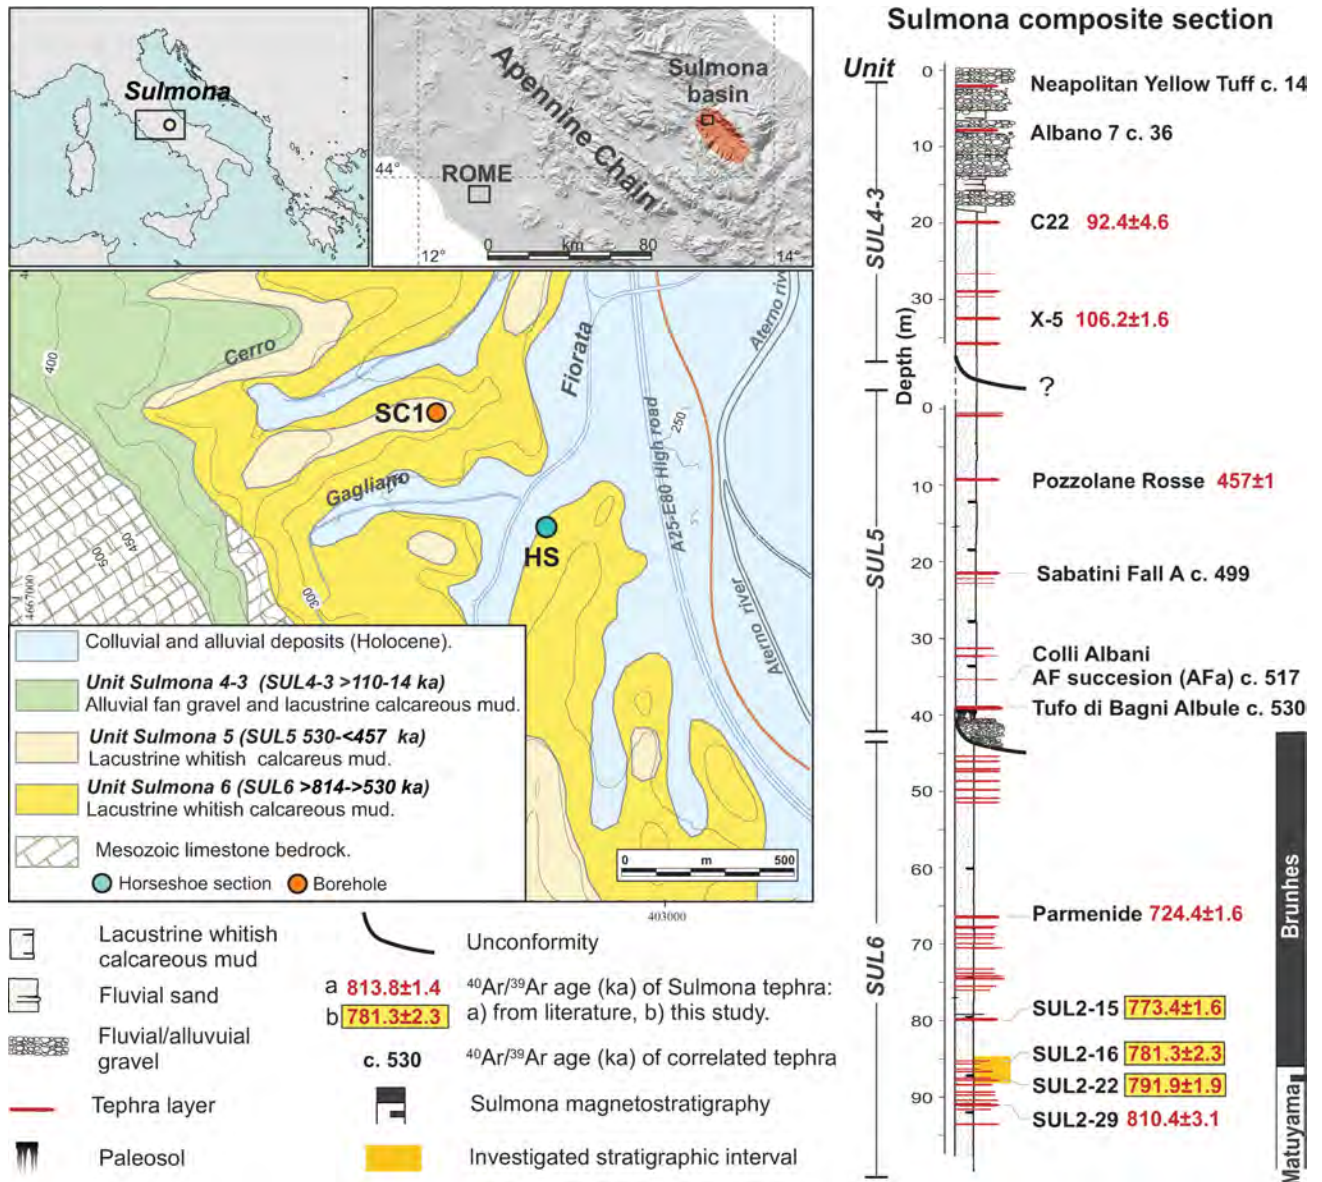 Sulmona
Apennine Chain
Sulmona
basin
44°
ROME
0 km 80
12°
14°
400
Cerro
SC1
Gagliano
Fiorata
HS
A25-E80 High road
250
Aterno river
Aterno river
450
500
300
4667000
Colluvial and alluvial deposits (Holocene).
Unit Sulmona 4-3 (SUL4-3 >110-14 ka)
Alluvial fan gravel and lacustrine calcareous mud.
Unit Sulmona 5 (SUL5 530-<457 ka)
Lacustrine whitish calcareus mud.
Unit Sulmona 6 (SUL6 >814->530 ka)
Lacustrine whitish calcareous mud.
Mesozoic limestone bedrock.
Horseshoe section
Borehole
0 m 500
403000
Lacustrine whitish
calcareous mud
Fluvial sand
Fluvial/alluvuial
gravel
Tephra layer
Paleosol
Unconformity
a 813.8±1.4
b 781.3±2.3
⁴⁰Ar/³⁹Ar age (ka) of Sulmona tephra:
a) from literature, b) this study.
c. 530
⁴⁰Ar/³⁹Ar age (ka) of correlated tephra
Sulmona magnetostratigraphy
Investigated stratigraphic interval
Sulmona composite section
Unit
SUL4-3
SUL5
SUL6
Depth (m)
0
10
20
30
0
10
20
30
40
50
60
70
80
90
Neapolitan Yellow Tuff c. 14
Albano 7 c. 36
C22 92.4±4.6
X-5 106.2±1.6
?
Pozzolane Rosse 457±1
Sabatini Fall A c. 499
Colli Albani
AF succesion (AFa) c. 517
Tufo di Bagni Albule c. 530
Parmenide 724.4±1.6
SUL2-15 773.4±1.6
SUL2-16 781.3±2.3
SUL2-22 791.9±1.9
SUL2-29 810.4±3.1
Brunhes
Matuyama